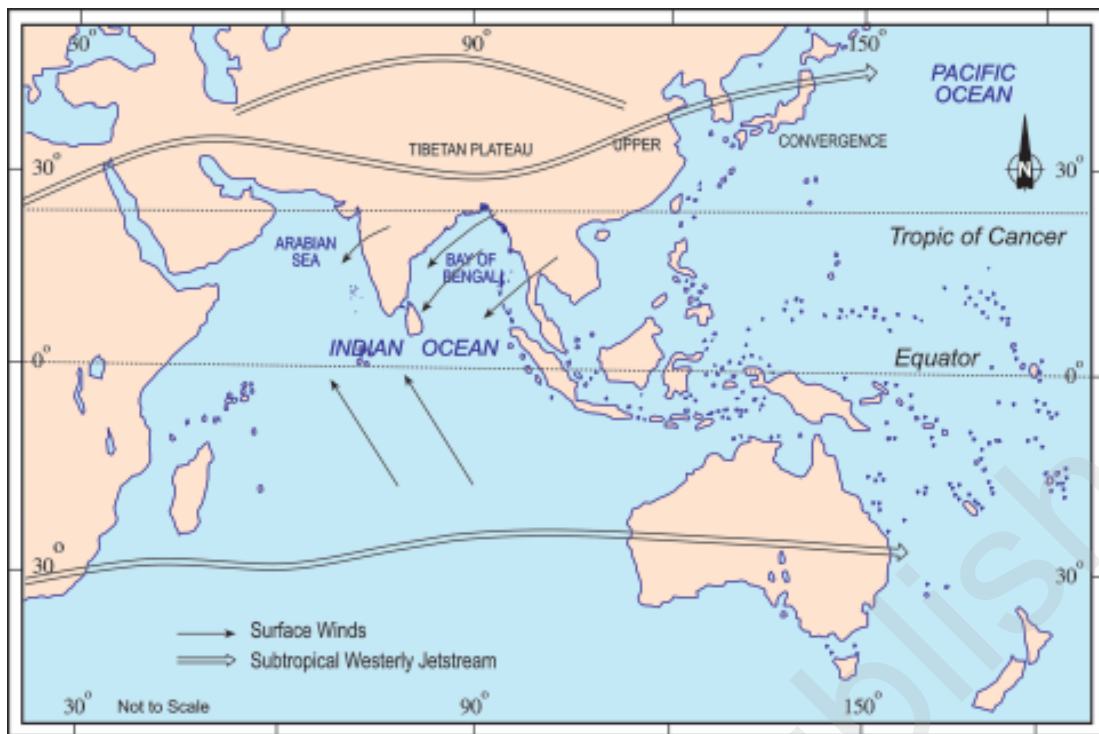 30° 90° 150°
PACIFIC
OCEAN
TIBETAN PLATEAU UPPER CONVERGENCE
N
30° 30°
Tropic of Cancer
ARABIAN
SEA
BAY OF
BENGAL
INDIAN OCEAN
Equator
0° 0°
30° 30°
Surface Winds
Subtropical Westerly Jetstream
30° Not to Scale 90° 150°
blish